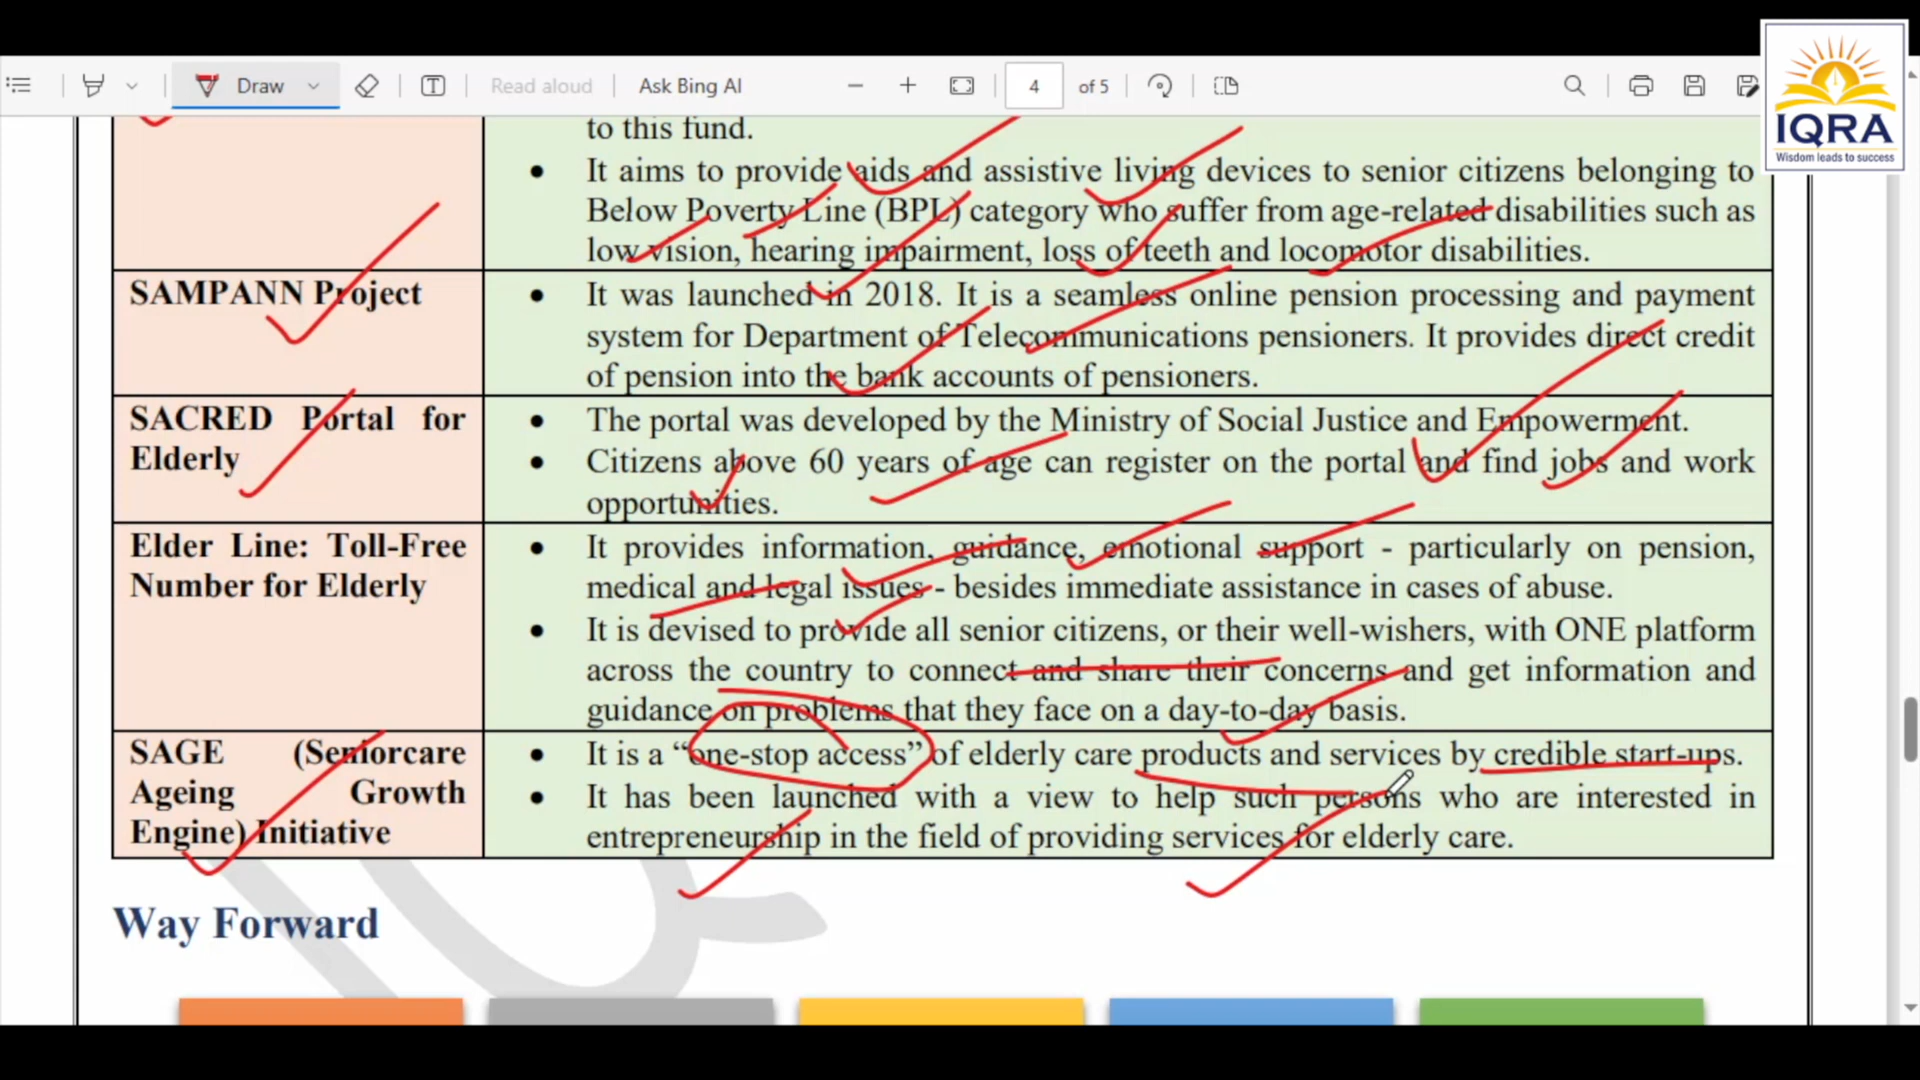 Draw
Read aloud
Ask Bing AI
4 of 5
IQRA
Wisdom leads to success
to this fund.
• It aims to provide aids and assistive living devices to senior citizens belonging to
Below Poverty Line (BPL) category who suffer from age-related disabilities such as
low vision, hearing impairment, loss of teeth and locomotor disabilities.
SAMPANN Project
• It was launched in 2018. It is a seamless online pension processing and payment
system for Department of Telecommunications pensioners. It provides direct credit
of pension into the bank accounts of pensioners.
SACRED Portal for
Elderly
• The portal was developed by the Ministry of Social Justice and Empowerment.
• Citizens above 60 years of age can register on the portal and find jobs and work
opportunities.
Elder Line: Toll-Free
Number for Elderly
• It provides information, guidance, emotional support - particularly on pension,
medical and legal issues - besides immediate assistance in cases of abuse.
• It is devised to provide all senior citizens, or their well-wishers, with ONE platform
across the country to connect and share their concerns and get information and
guidance on problems that they face on a day-to-day basis.
SAGE (Seniorcare
Ageing Growth
Engine) Initiative
• It is a “one-stop access” of elderly care products and services by credible start-ups.
• It has been launched with a view to help such persons who are interested in
entrepreneurship in the field of providing services for elderly care.
Way Forward